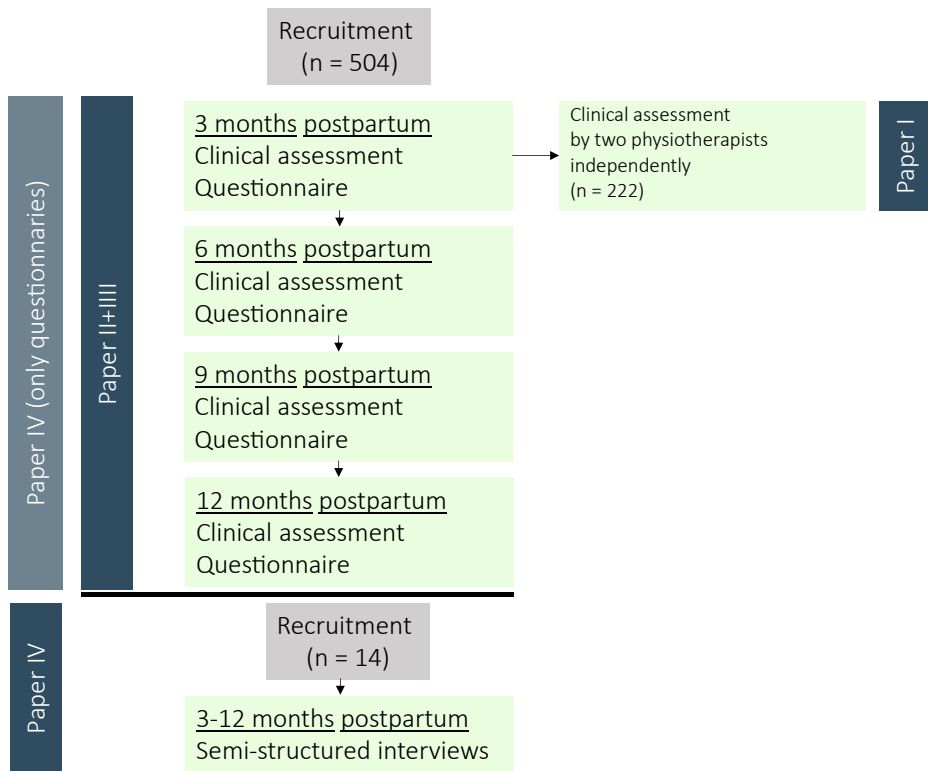 Recruitment
(n = 504)
3 months postpartum
Clinical assessment
Questionnaire
Clinical assessment
by two physiotherapists
independently
(n = 222)
Paper I
6 months postpartum
Clinical assessment
Questionnaire
9 months postpartum
Clinical assessment
Questionnaire
12 months postpartum
Clinical assessment
Questionnaire
Paper IV (only questionnaries)
Paper II+IIII
Recruitment
(n = 14)
3-12 months postpartum
Semi-structured interviews
Paper IV